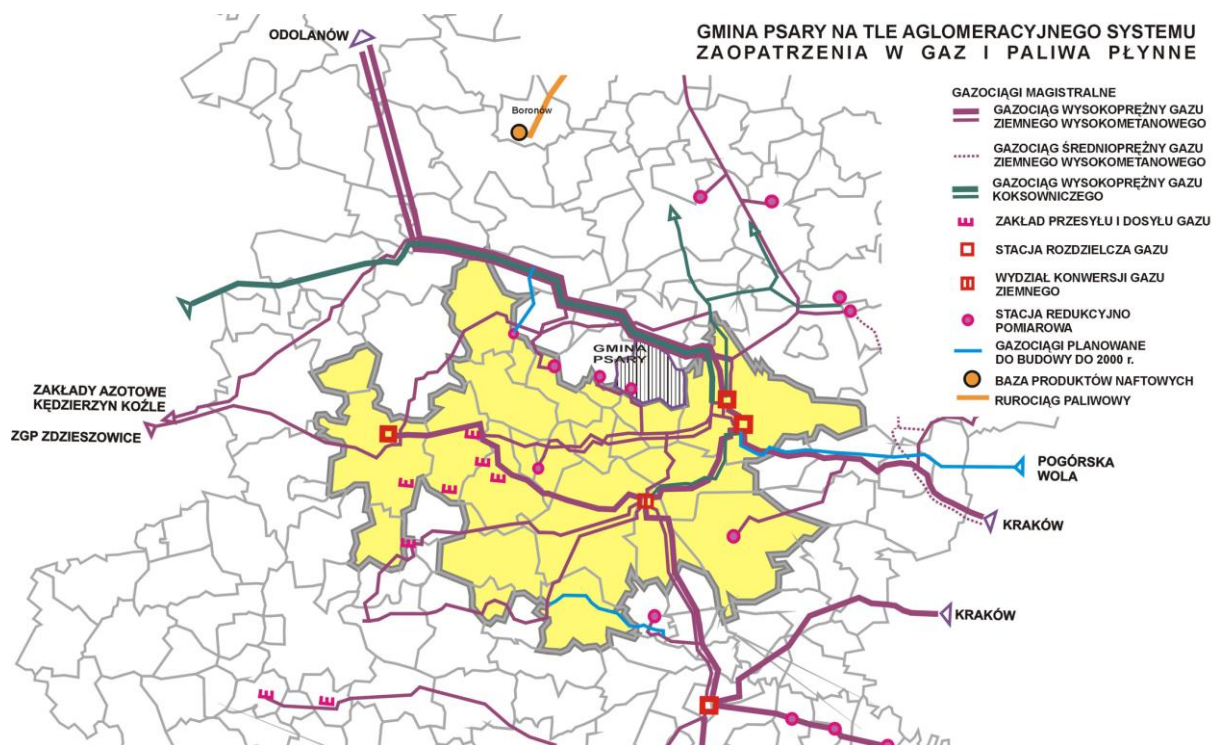 GMINA PSARY NA TLE AGLOMERACYJNEGO SYSTEMU
ZAOPATRZENIA W GAZ I PALIWA PŁYNNE
ODOLANÓW
Boronów
GAZOCIĄGI MAGISTRALNE
GAZOCIĄG WYSOKOPRĘŻNY GAZU
ZIEMNEGO WYSOKOMETANOWEGO
GAZOCIĄG ŚREDNIOPRĘŻNY GAZU
ZIEMNEGO WYSOKOMETANOWEGO
GAZOCIĄG WYSOKOPRĘŻNY GAZU
KOKSOWNICZEGO
ZAKŁAD PRZESYŁU I DOSYŁU GAZU
STACJA ROZDZIELCZA GAZU
WYDZIAŁ KONWERSJI GAZU
ZIEMNEGO
STACJA REDUKCYJNO
POMIAROWA
GAZOCIĄGI PLANOWANE
DO BUDOWY DO 2000 r.
BAZA PRODUKTÓW NAFTOWYCH
RUROCIĄG PALIWOWY
GMINA
PSARY
ZAKŁADY AZOTOWE
KĘDZIERZYN KOŹLE
ZGP ZDZIESZOWICE
POGÓRSKA
WOLA
KRAKÓW
KRAKÓW